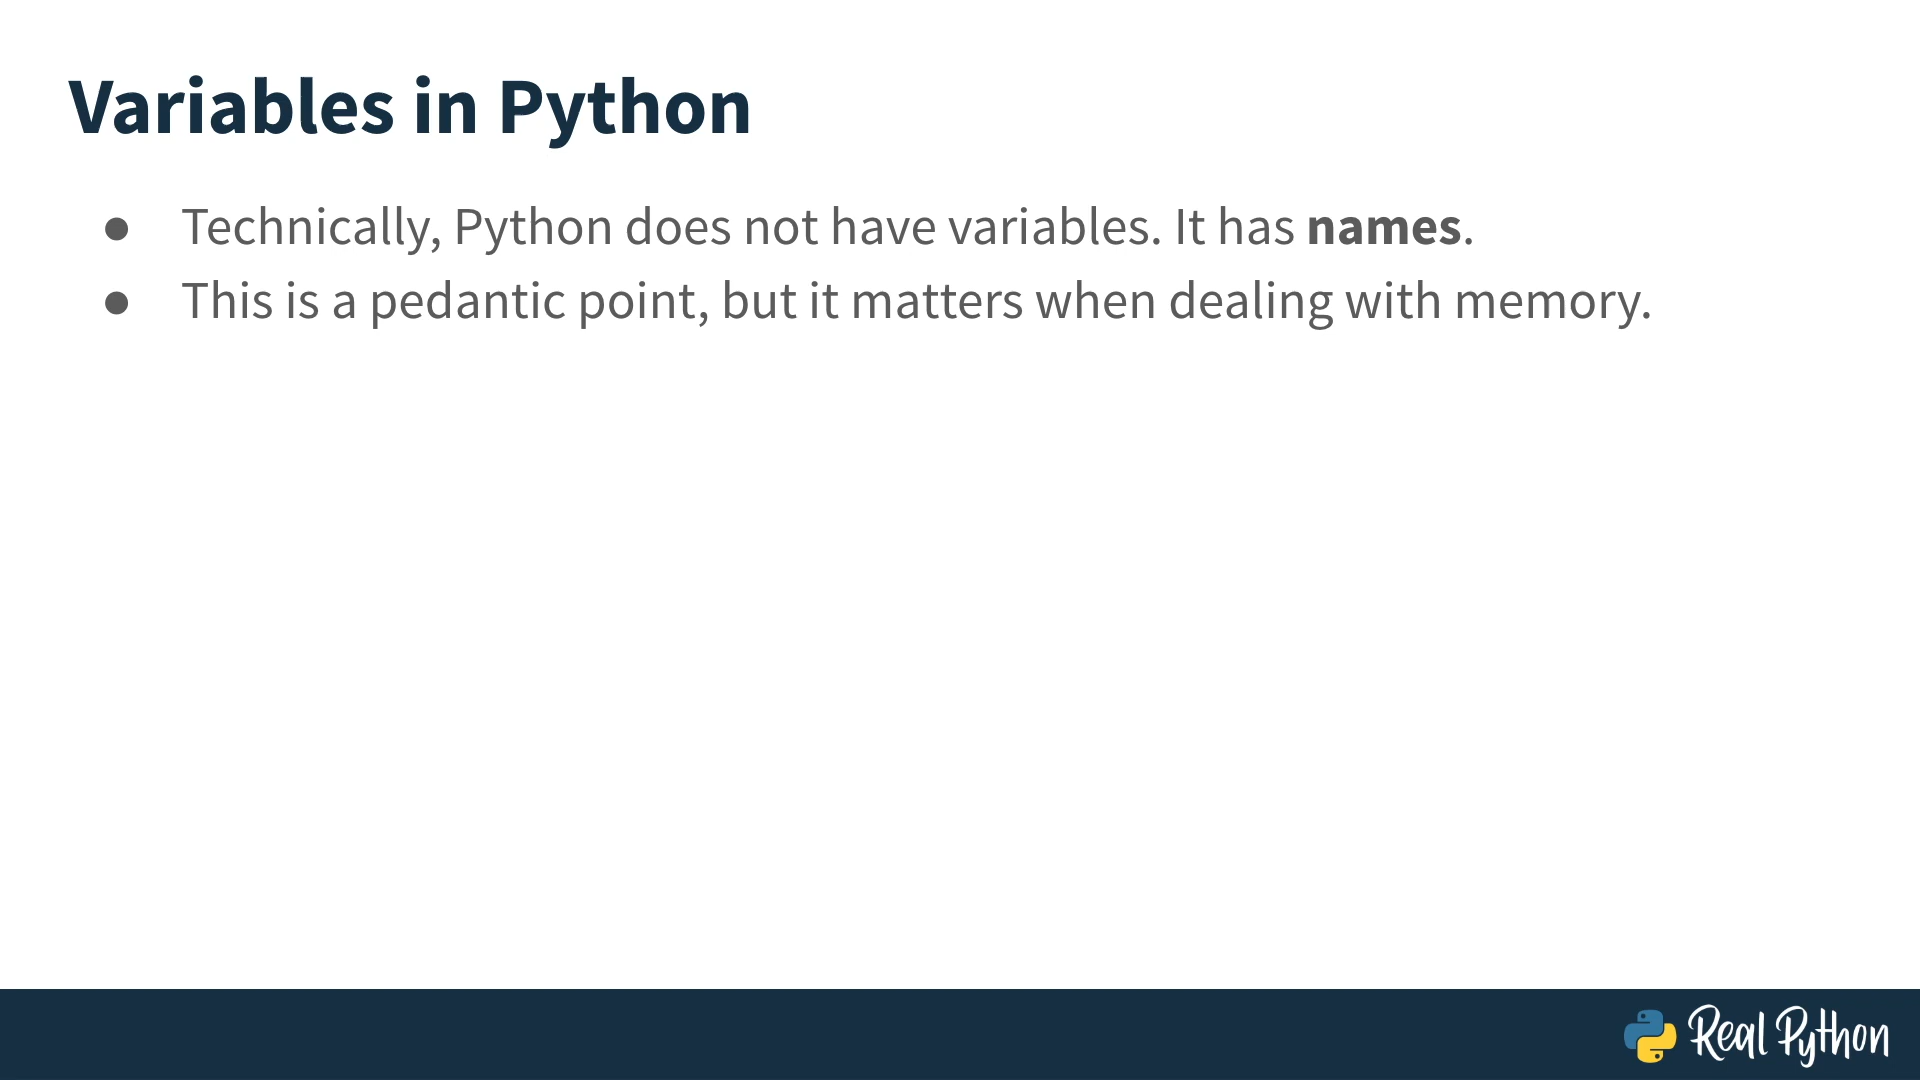 Variables in Python
● Technically, Python does not have variables. It has names.
● This is a pedantic point, but it matters when dealing with memory.
Real Python